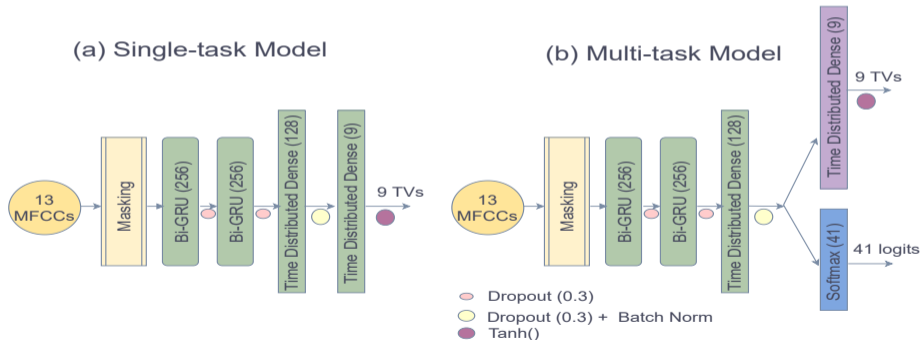 (a) Single-task Model
13
MFCCs
Masking
Bi-GRU (256)
Bi-GRU (256)
Time Distributed Dense (128)
Time Distributed Dense (9)
9 TVs
(b) Multi-task Model
13
MFCCs
Masking
Bi-GRU (256)
Bi-GRU (256)
Time Distributed Dense (128)
Time Distributed Dense (9)
9 TVs
Softmax (41)
41 logits
Dropout (0.3)
Dropout (0.3) + Batch Norm
Tanh()